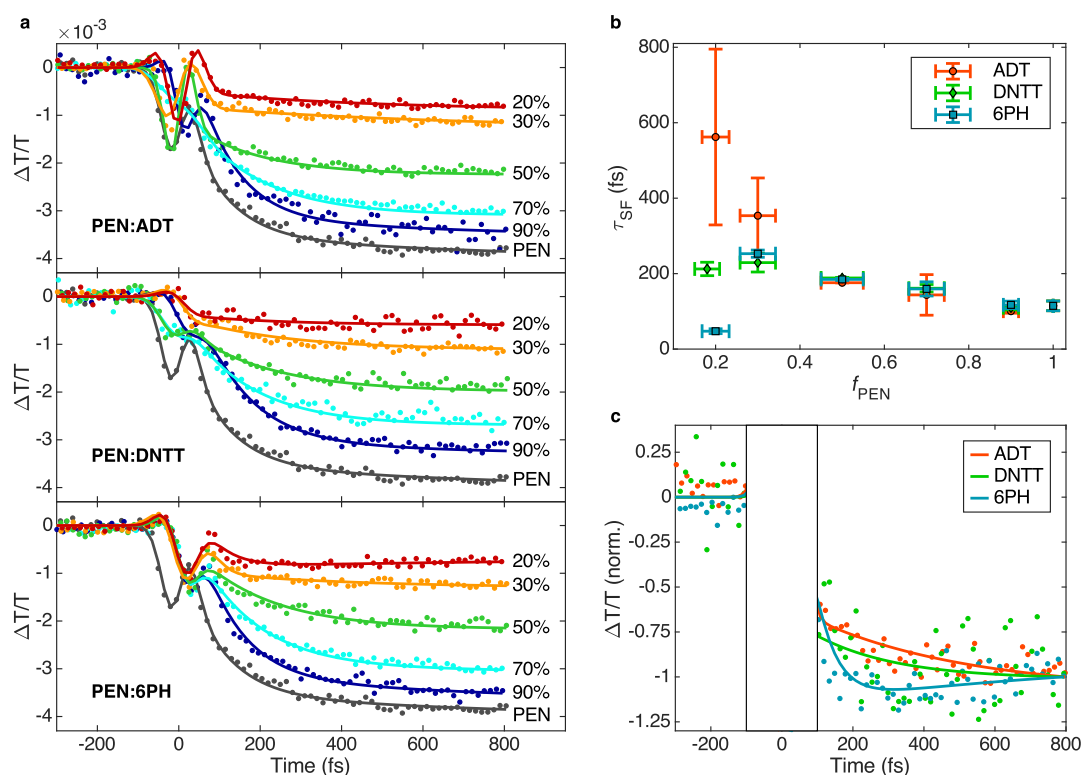 a
×10⁻³
0
-1
-2
-3
-4
ΔT/T
20%
30%
50%
70%
90%
PEN
PEN:ADT
0
-1
-2
-3
-4
ΔT/T
20%
30%
50%
70%
90%
PEN
PEN:DNTT
0
-1
-2
-3
-4
ΔT/T
20%
30%
50%
70%
90%
PEN
PEN:6PH
-200 0 200 400 600 800
Time (fs)
b
800
600
400
200
0
τSF (fs)
ADT
DNTT
6PH
0.2 0.4 0.6 0.8 1
fPEN
c
0.25
0
-0.25
-0.5
-0.75
-1
-1.25
ΔT/T (norm.)
ADT
DNTT
6PH
-200 0 200 400 600 800
Time (fs)